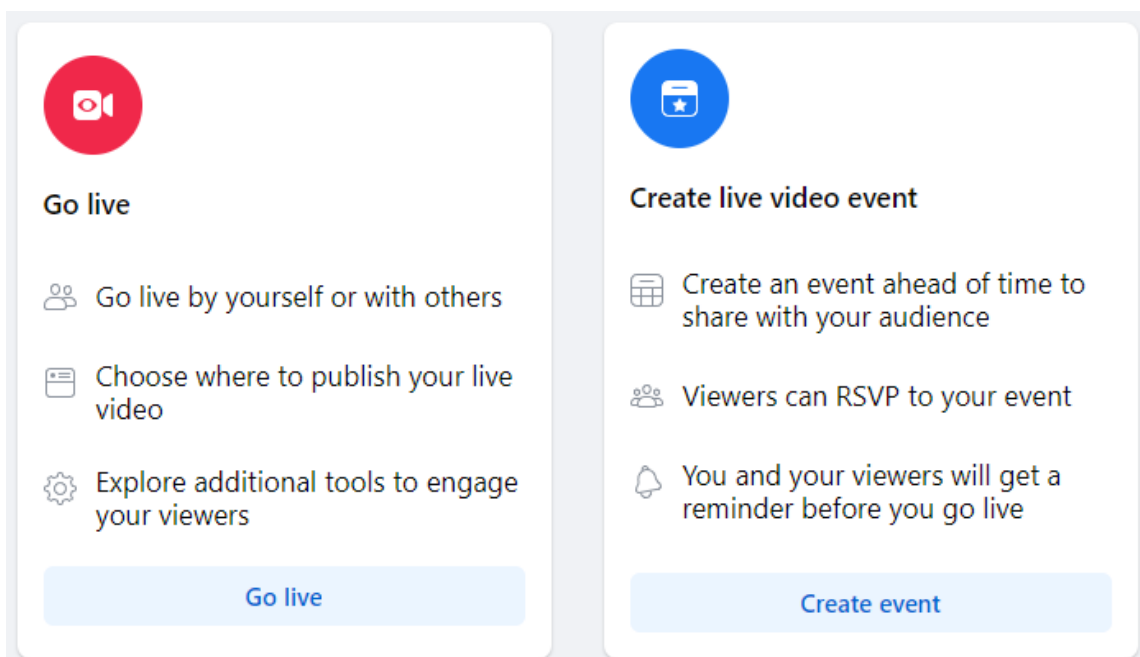 Go live
Go live by yourself or with others
Choose where to publish your live
video
Explore additional tools to engage
your viewers
Go live
Create live video event
Create an event ahead of time to
share with your audience
Viewers can RSVP to your event
You and your viewers will get a
reminder before you go live
Create event